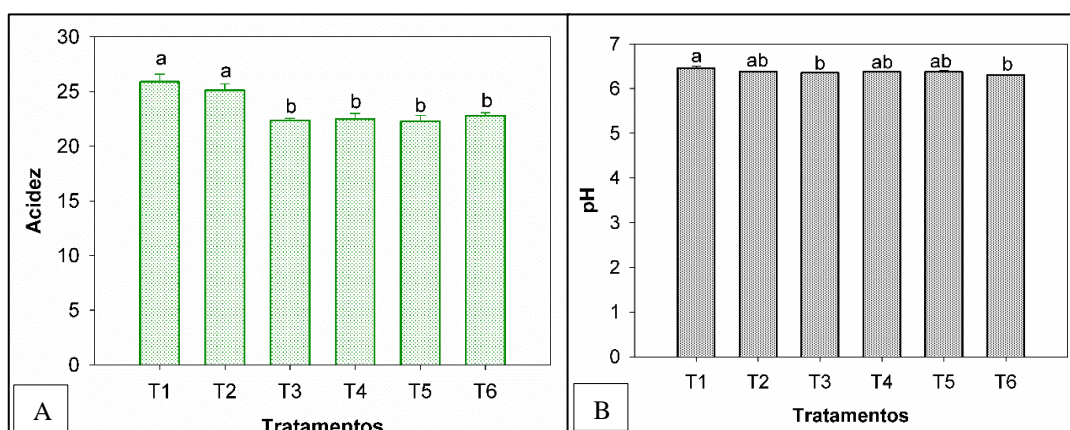 30
25
20
15
10
5
0
Acidez
a a b b b b
T1 T2 T3 T4 T5 T6
Tratamentos
A
7
6
5
4
3
2
1
0
pH
a ab b ab ab b
T1 T2 T3 T4 T5 T6
Tratamentos
B